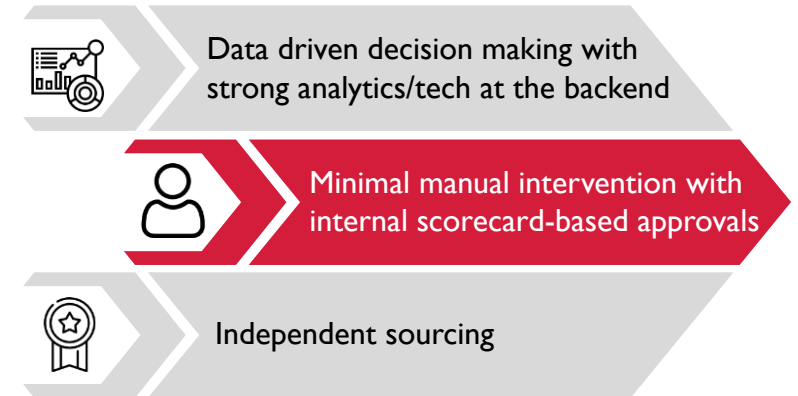 Data driven decision making with
strong analytics/tech at the backend
Minimal manual intervention with
internal scorecard-based approvals
Independent sourcing